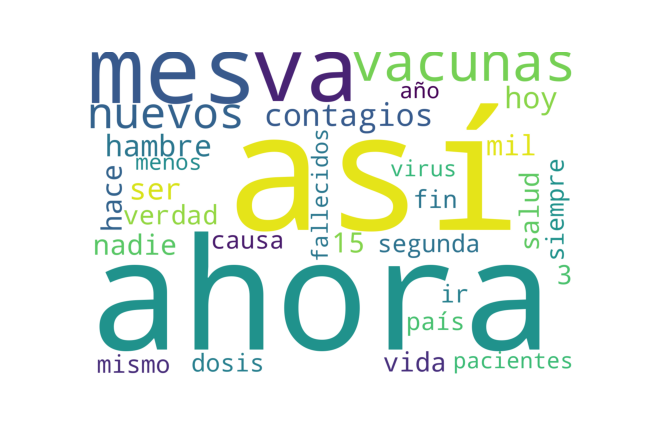 mes va vacunas
año
nuevos contagios hoy
así
hambre mil
menos
fallecidos
virus
hace
ser
fin
salud
siempre
verdad
nadie causa 15 segunda
ahora
3
ir
país
mismo dosis vida pacientes